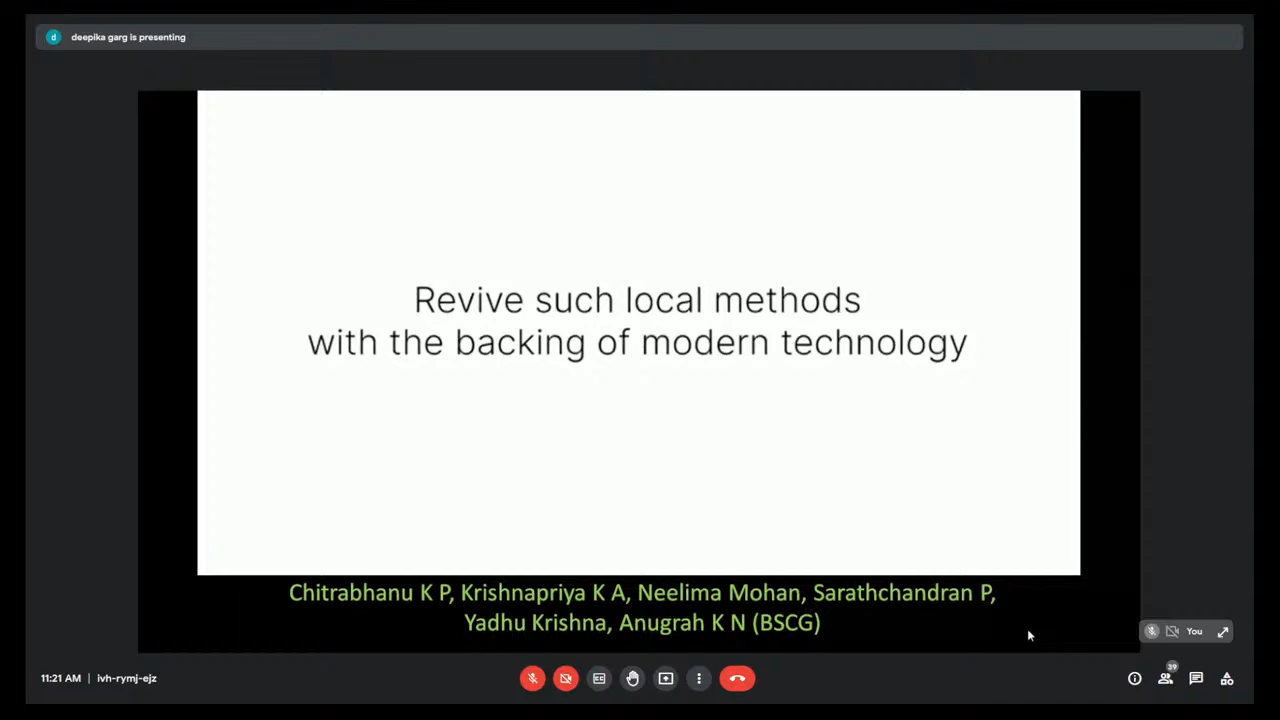 d deepika garg is presenting
Revive such local methods
with the backing of modern technology
Chitrabhanu K P, Krishnapriya K A, Neelima Mohan, Sarathchandran P,
Yadhu Krishna, Anugrah K N (BSCG)
You
39
11:21 AM | ivh-rymj-ejz